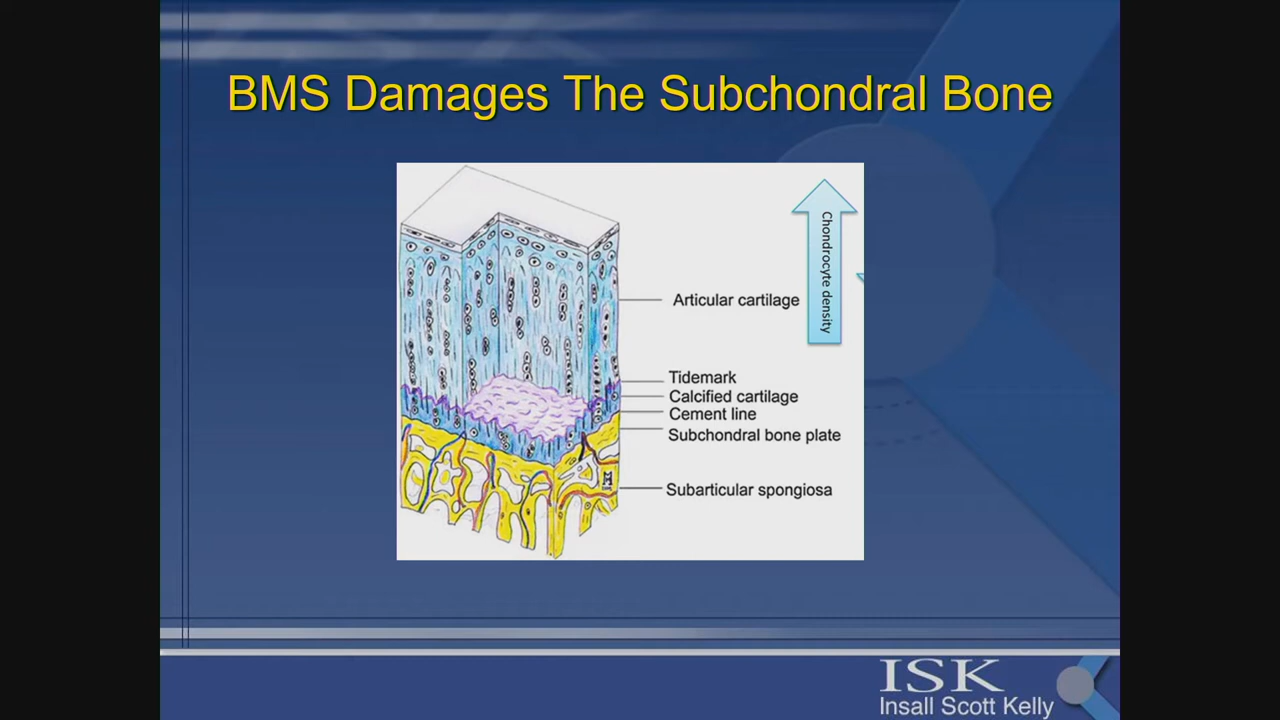 BMS Damages The Subchondral Bone
Chondrocyte density
Articular cartilage
Tidemark
Calcified cartilage
Cement line
Subchondral bone plate
Subarticular spongiosa
ISK
Insall Scott Kelly